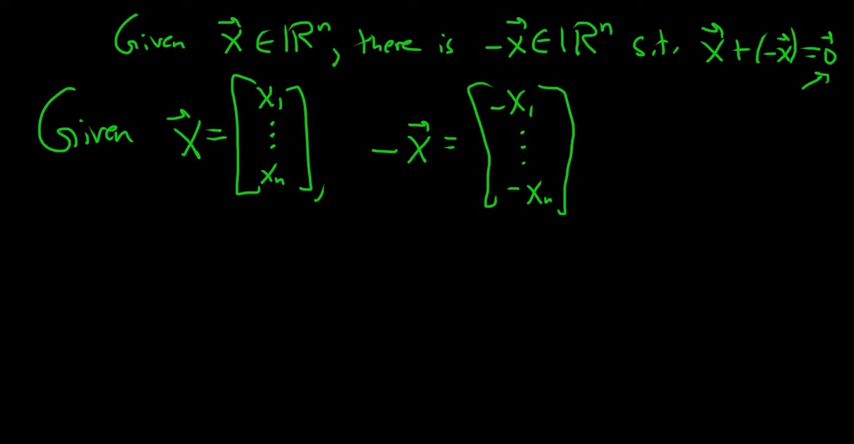 Given x⃗ ∈ ℝⁿ, there is -x⃗ ∈ ℝⁿ s.t. x⃗ + (-x⃗) = 0⃗
Given x⃗ = [x₁ ⋮ xₙ], -x⃗ = [-x₁ ⋮ -xₙ]